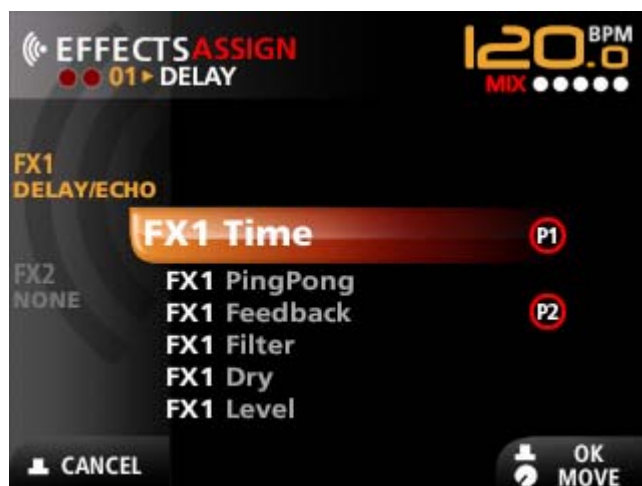 EFFECTS ASSIGN
01 ▸ DELAY
120.0 BPM
MIX
FX1
DELAY/ECHO
FX1 Time P1
FX2
NONE
FX1 PingPong
FX1 Feedback P2
FX1 Filter
FX1 Dry
FX1 Level
CANCEL
OK
MOVE